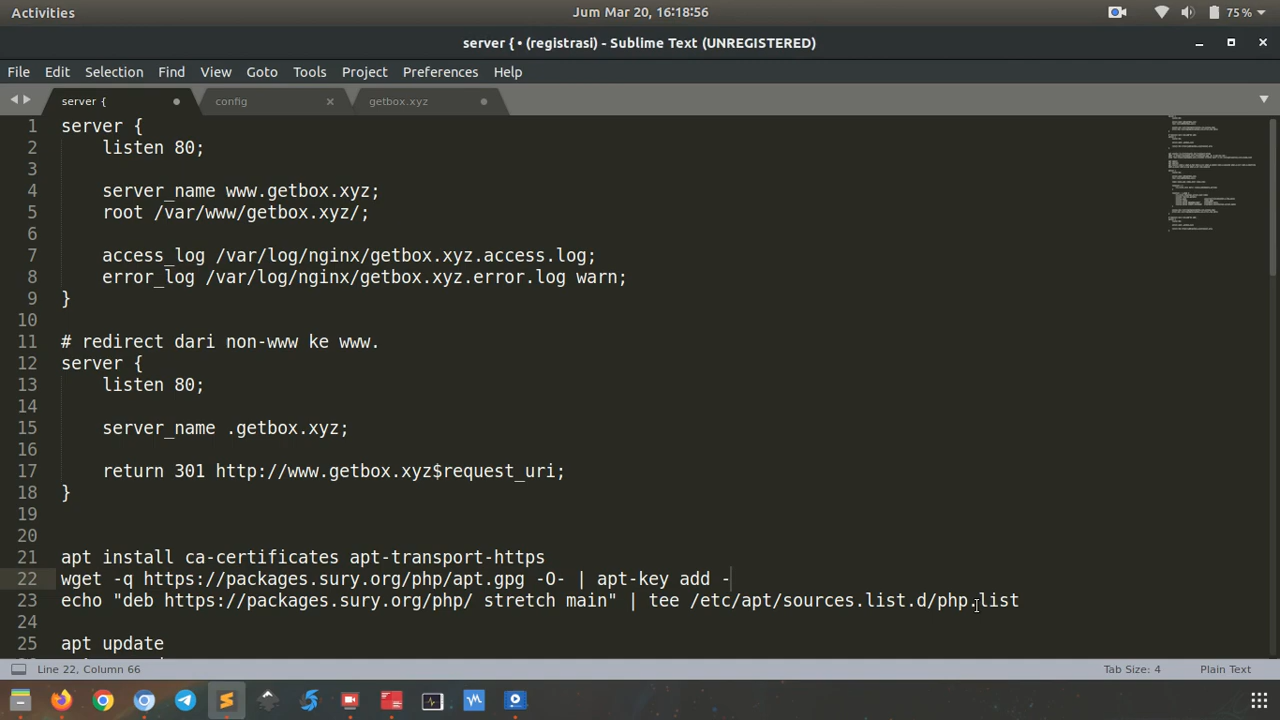 Activities
Jum Mar 20, 16:18:56
75 %
server { • (registrasi) - Sublime Text (UNREGISTERED)
File Edit Selection Find View Goto Tools Project Preferences Help
server { config getbox.xyz
1 server {
2 listen 80;
3
4 server_name www.getbox.xyz;
5 root /var/www/getbox.xyz/;
6
7 access_log /var/log/nginx/getbox.xyz.access.log;
8 error_log /var/log/nginx/getbox.xyz.error.log warn;
9 }
10
11 # redirect dari non-www ke www.
12 server {
13 listen 80;
14
15 server_name .getbox.xyz;
16
17 return 301 http://www.getbox.xyz$request_uri;
18 }
19
20
21 apt install ca-certificates apt-transport-https
22 wget -q https://packages.sury.org/php/apt.gpg -O- | apt-key add -
23 echo "deb https://packages.sury.org/php/ stretch main" | tee /etc/apt/sources.list.d/php.list
24
25 apt update
Line 22, Column 66
Tab Size: 4
Plain Text